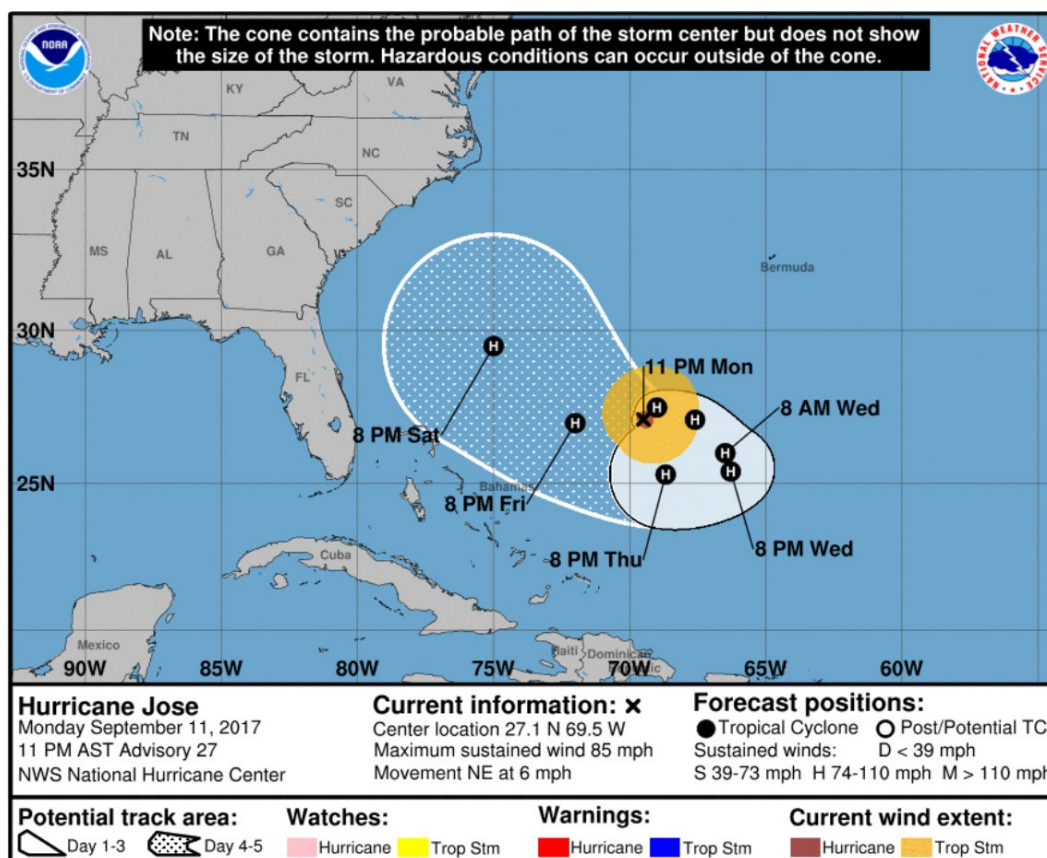 Note: The cone contains the probable path of the storm center but does not show
the size of the storm. Hazardous conditions can occur outside of the cone.
NOAA
NATIONAL WEATHER SERVICE
KY
VA
TN
NC
35N
SC
MS
AL
GA
Bermuda
30N
FL
11 PM Mon
8 AM Wed
8 PM Sat
H
H
H
H
H
H
H
25N
Bahamas
8 PM Fri
8 PM Thu
8 PM Wed
Cuba
Mexico
Haiti
Dominican
90W
85W
80W
75W
70W
65W
60W
Hurricane Jose
Monday September 11, 2017
11 PM AST Advisory 27
NWS National Hurricane Center
Current information: x
Center location 27.1 N 69.5 W
Maximum sustained wind 85 mph
Movement NE at 6 mph
Forecast positions:
Tropical Cyclone Post/Potential TC
Sustained winds: D < 39 mph
S 39-73 mph H 74-110 mph M > 110 mph
Potential track area:
Day 1-3 Day 4-5
Watches:
Hurricane Trop Stm
Warnings:
Hurricane Trop Stm
Current wind extent:
Hurricane Trop Stm